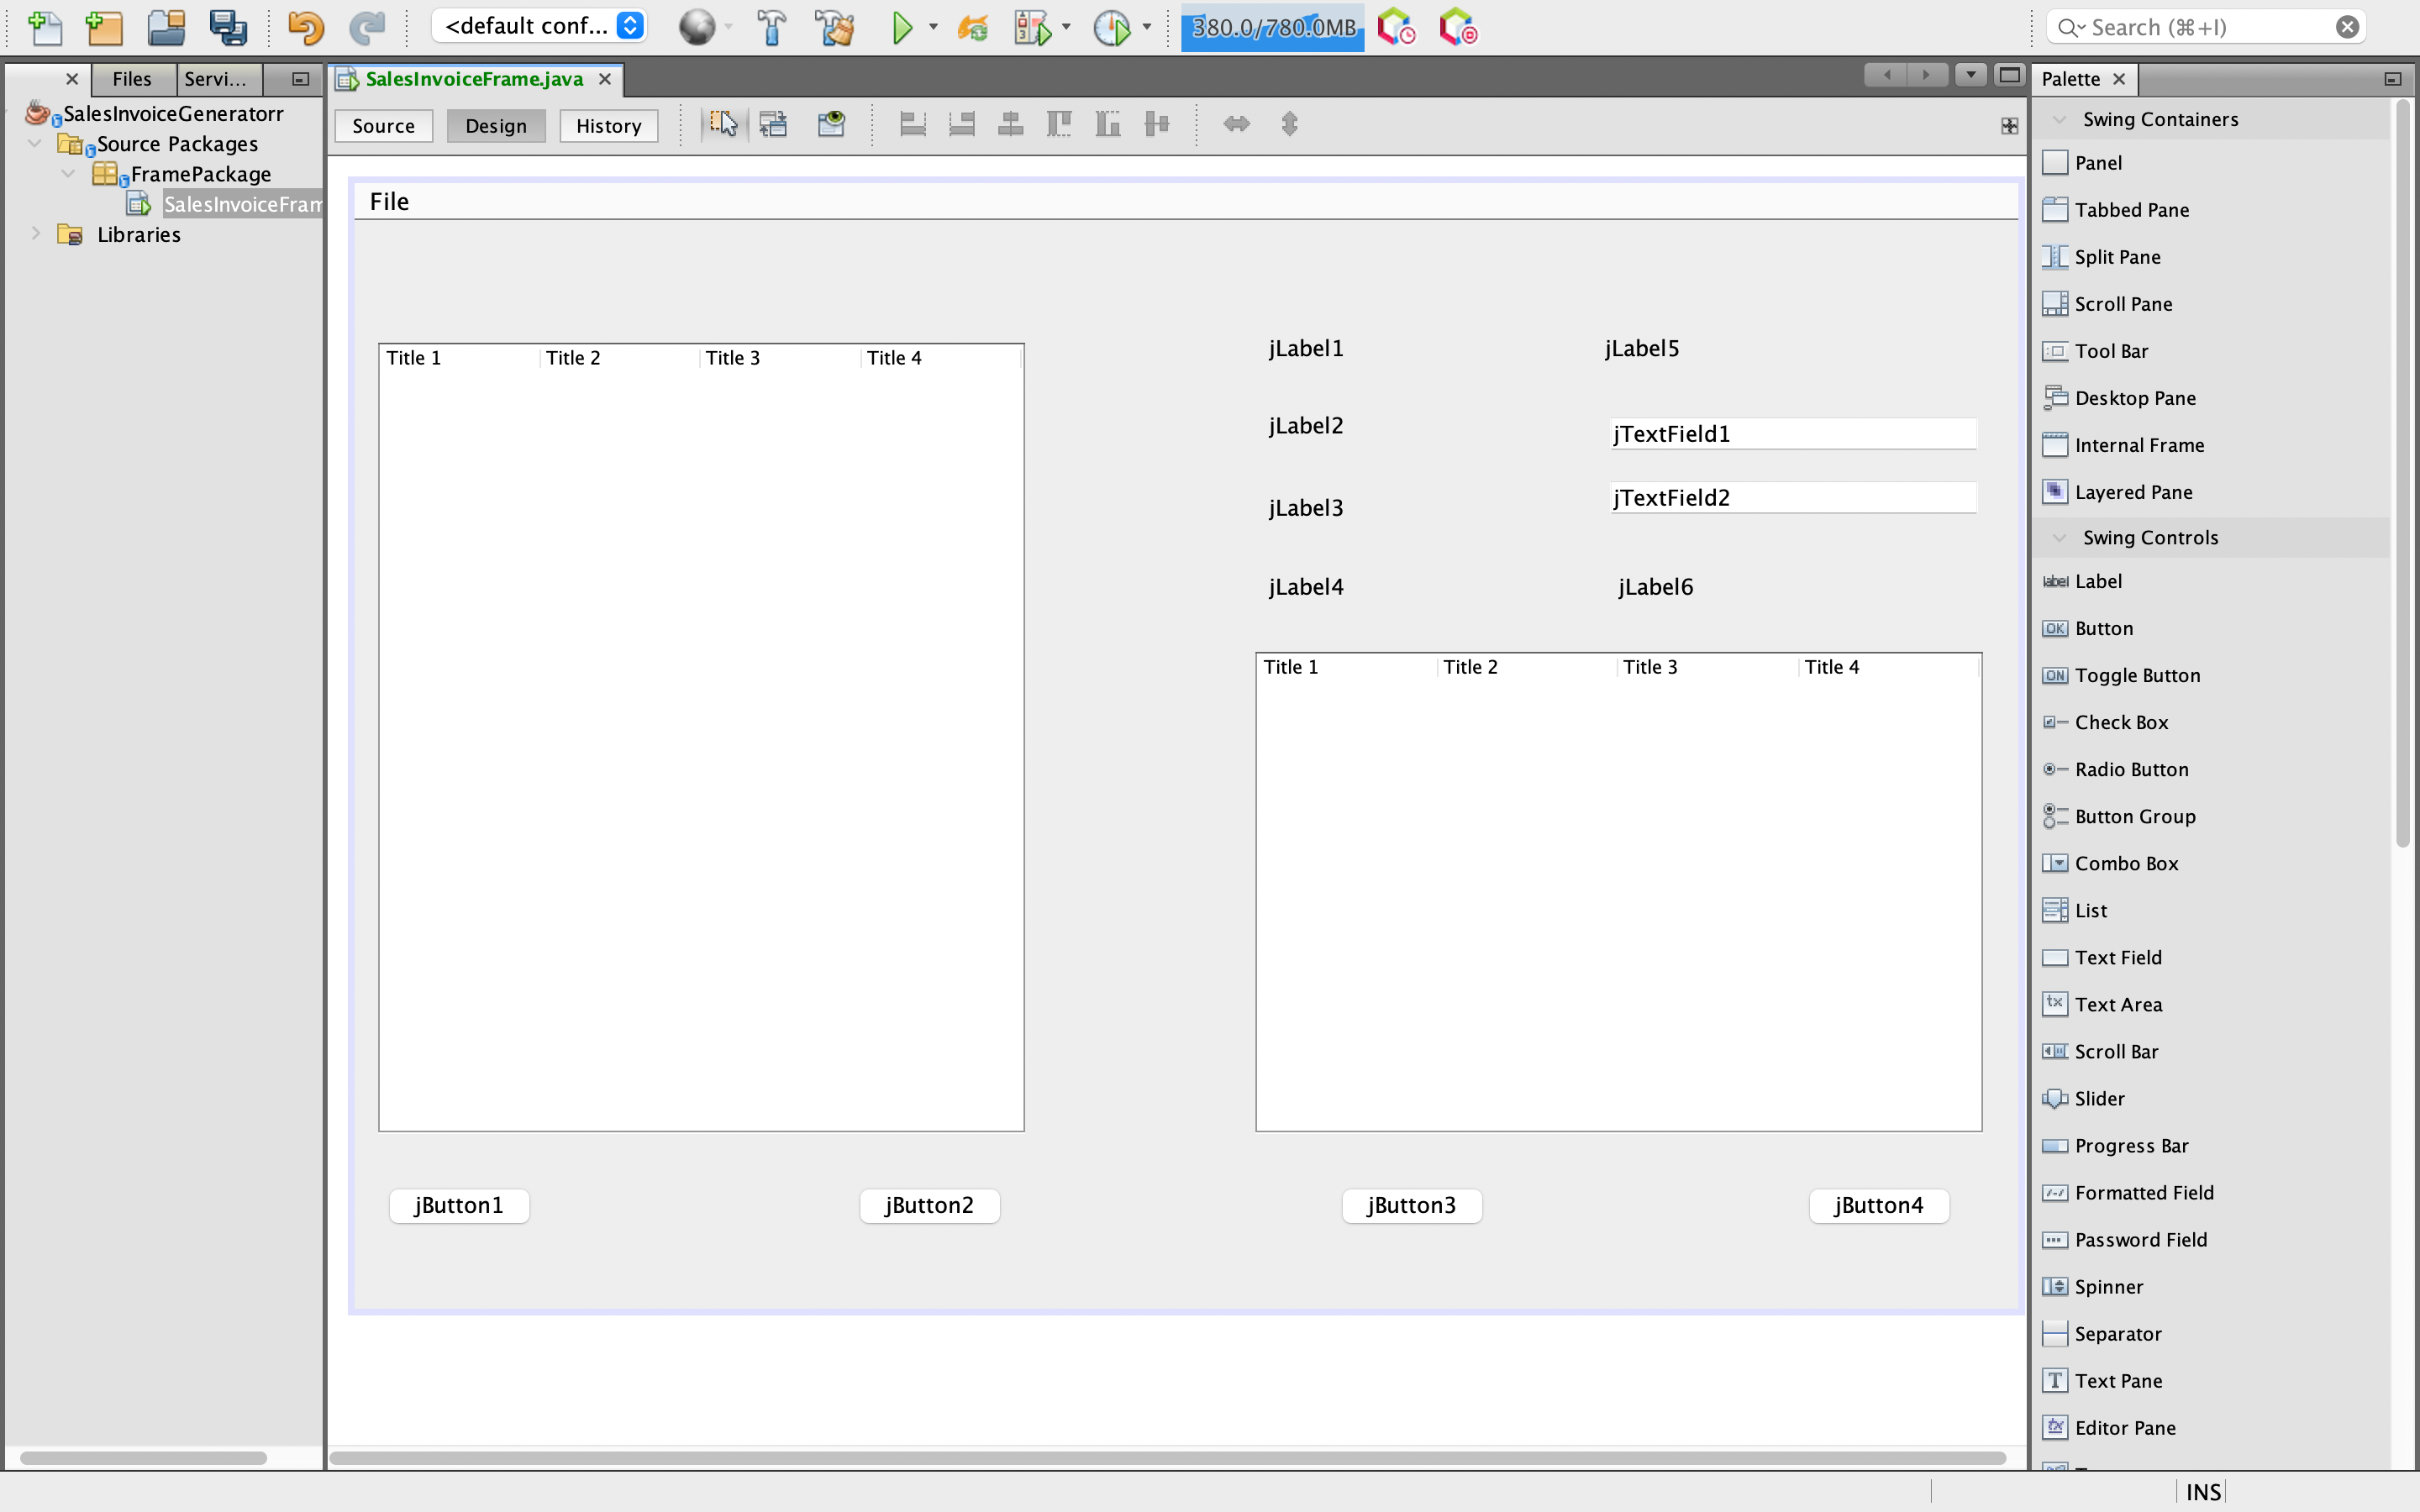 <default conf...
380.0/780.0MB
Search (⌘+I)
Files
Servi...
SalesInvoiceFrame.java
Palette
SalesInvoiceGeneratorr
Source Packages
FramePackage
SalesInvoiceFram
Libraries
Source
Design
History
File
Title 1
Title 2
Title 3
Title 4
jLabel1
jLabel5
jLabel2
jTextField1
jLabel3
jTextField2
jLabel4
jLabel6
Title 1
Title 2
Title 3
Title 4
jButton1
jButton2
jButton3
jButton4
Swing Containers
Panel
Tabbed Pane
Split Pane
Scroll Pane
Tool Bar
Desktop Pane
Internal Frame
Layered Pane
Swing Controls
label
Label
OK
Button
ON
Toggle Button
Check Box
Radio Button
Button Group
Combo Box
List
Text Field
tx
Text Area
Scroll Bar
Slider
Progress Bar
Formatted Field
Password Field
Spinner
Separator
T
Text Pane
tx
Editor Pane
INS